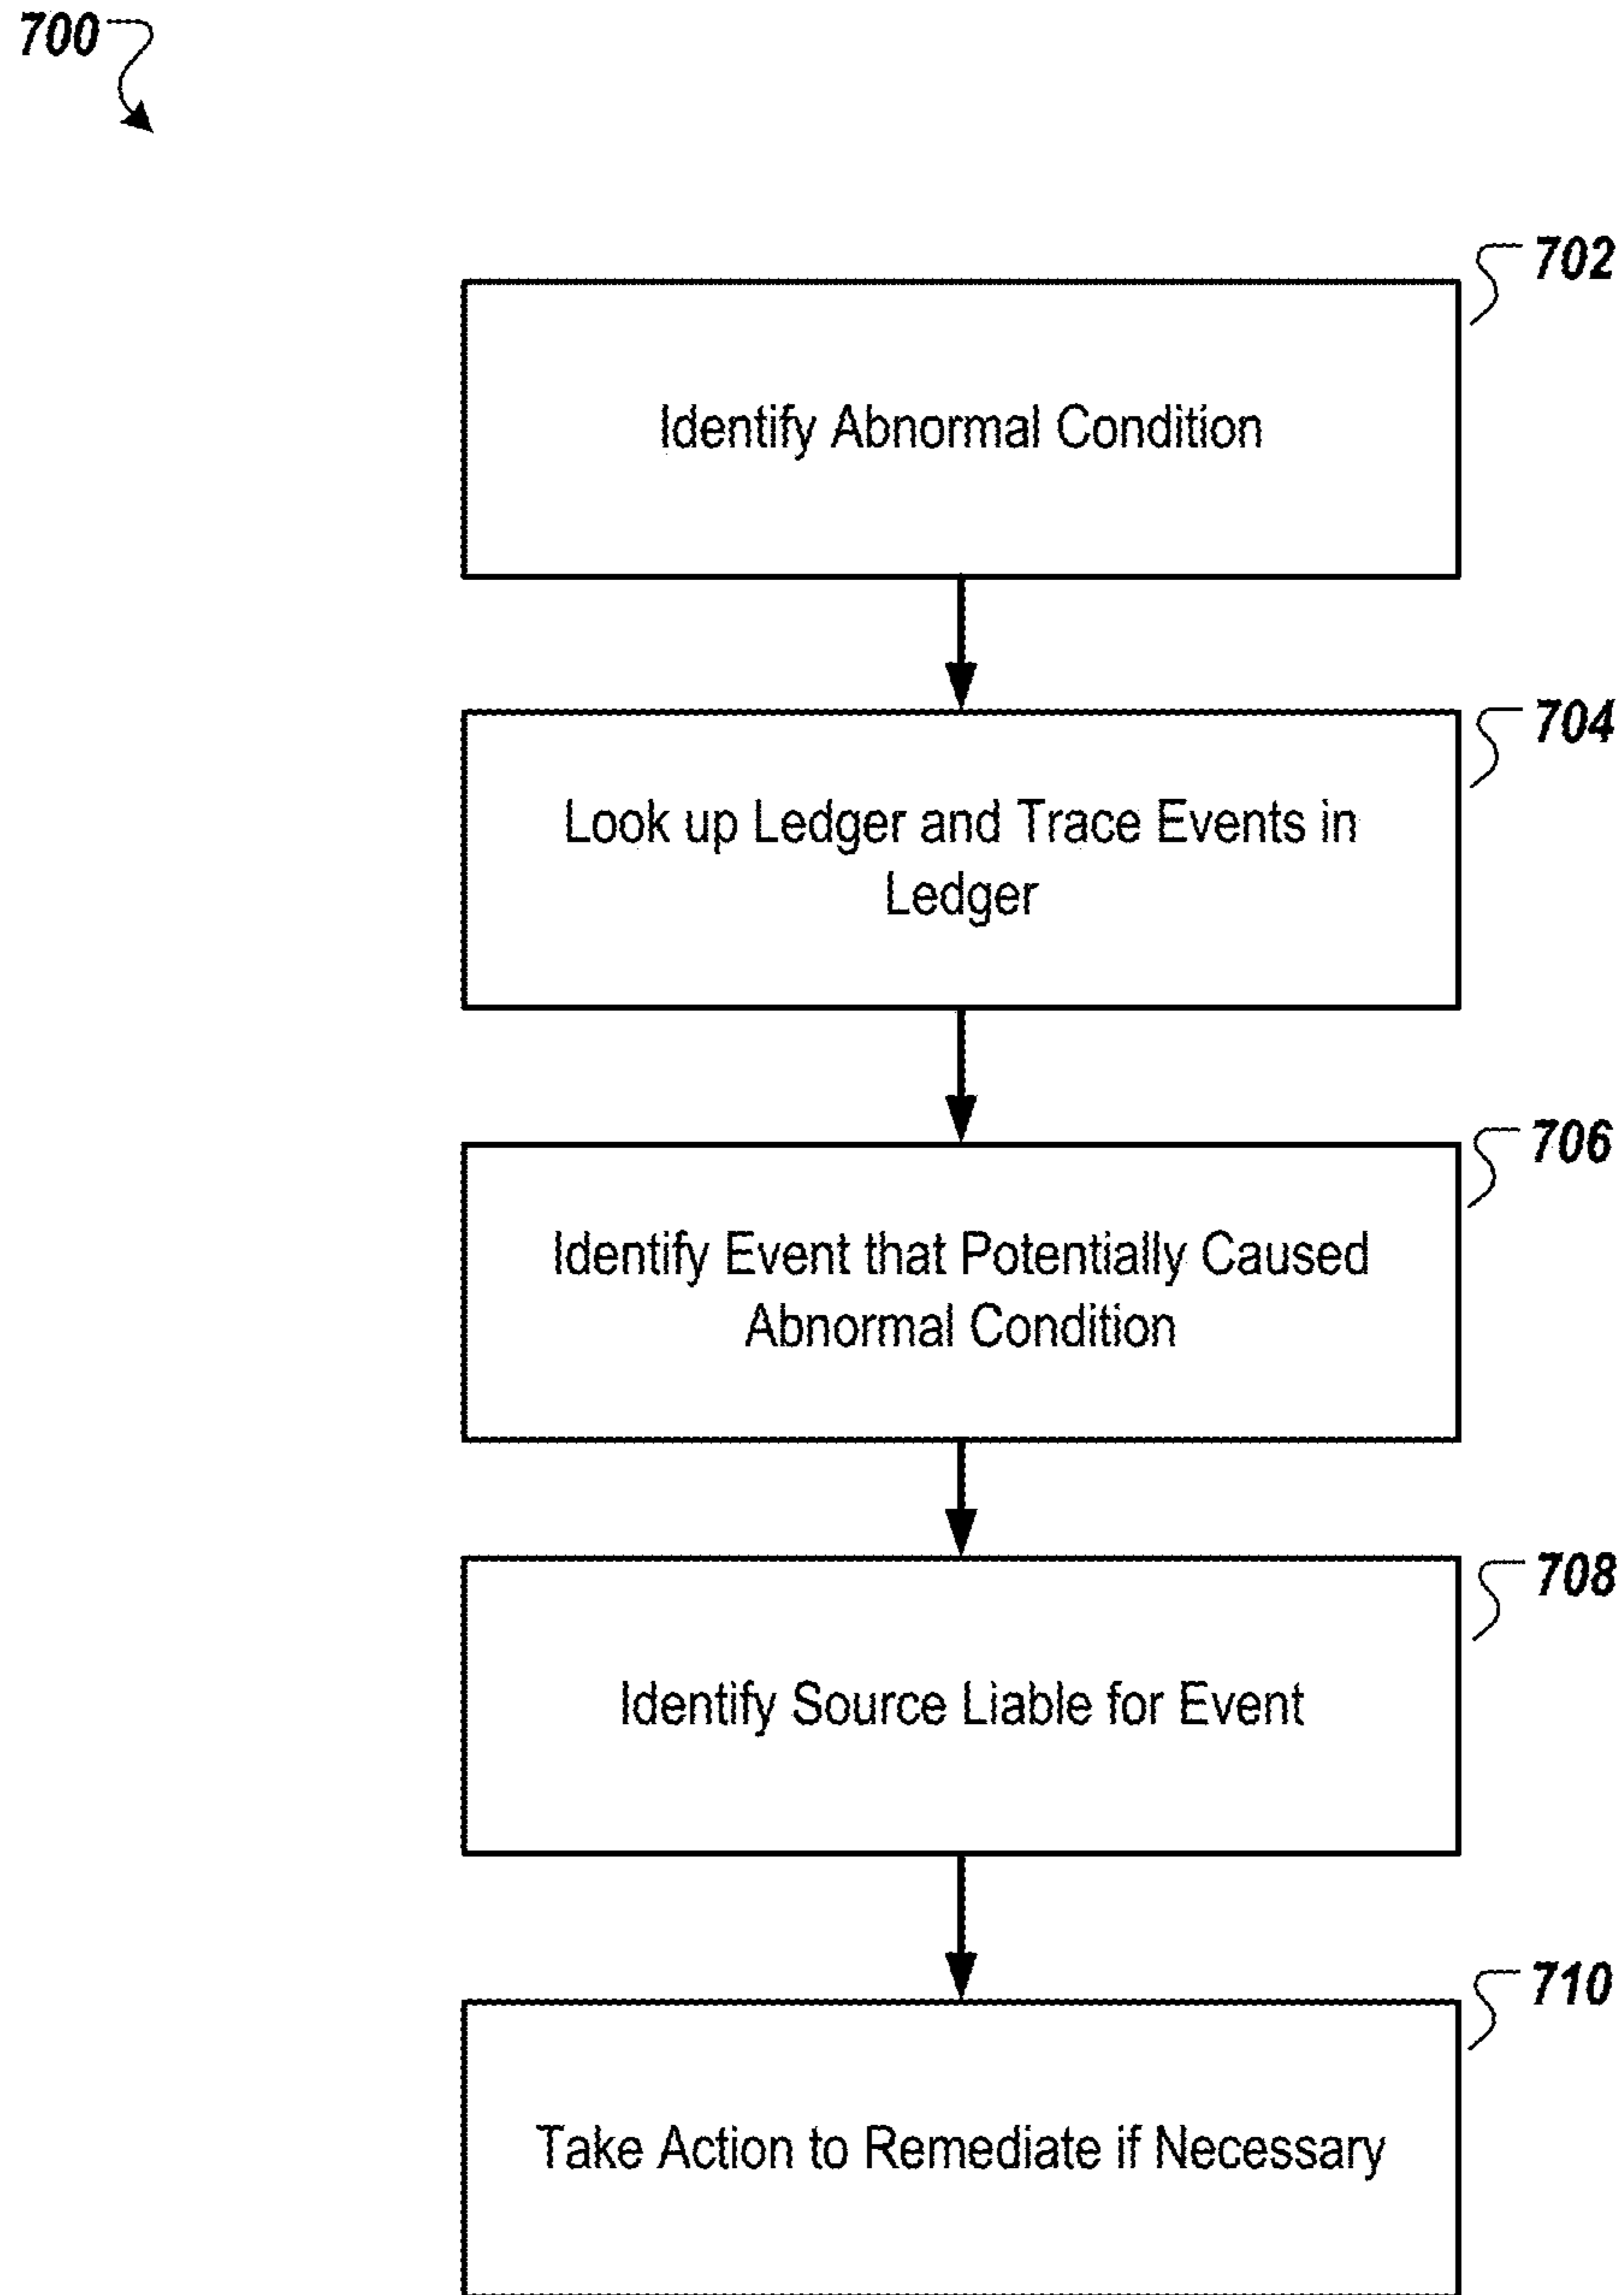 700
702
Identify Abnormal Condition
704
Look up Ledger and Trace Events in
Ledger
706
Identify Event that Potentially Caused
Abnormal Condition
708
Identify Source Liable for Event
710
Take Action to Remediate if Necessary